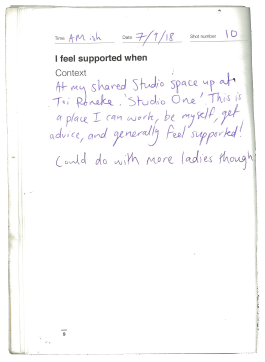 Time AM ish Date 7/9/18 Shot number 10
I feel supported when
Context
At my shared Studio space up at
Toi Poneke. 'Studio One'. This is
a place I can work, be myself, get
advice, and generally feel supported!
Could do with more ladies though